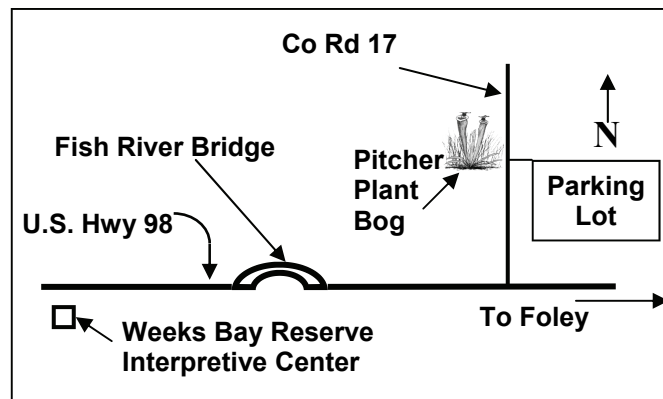 Co Rd 17
Fish River Bridge
N
Pitcher
Plant
Bog
Parking
Lot
U.S. Hwy 98
To Foley
Weeks Bay Reserve
Interpretive Center